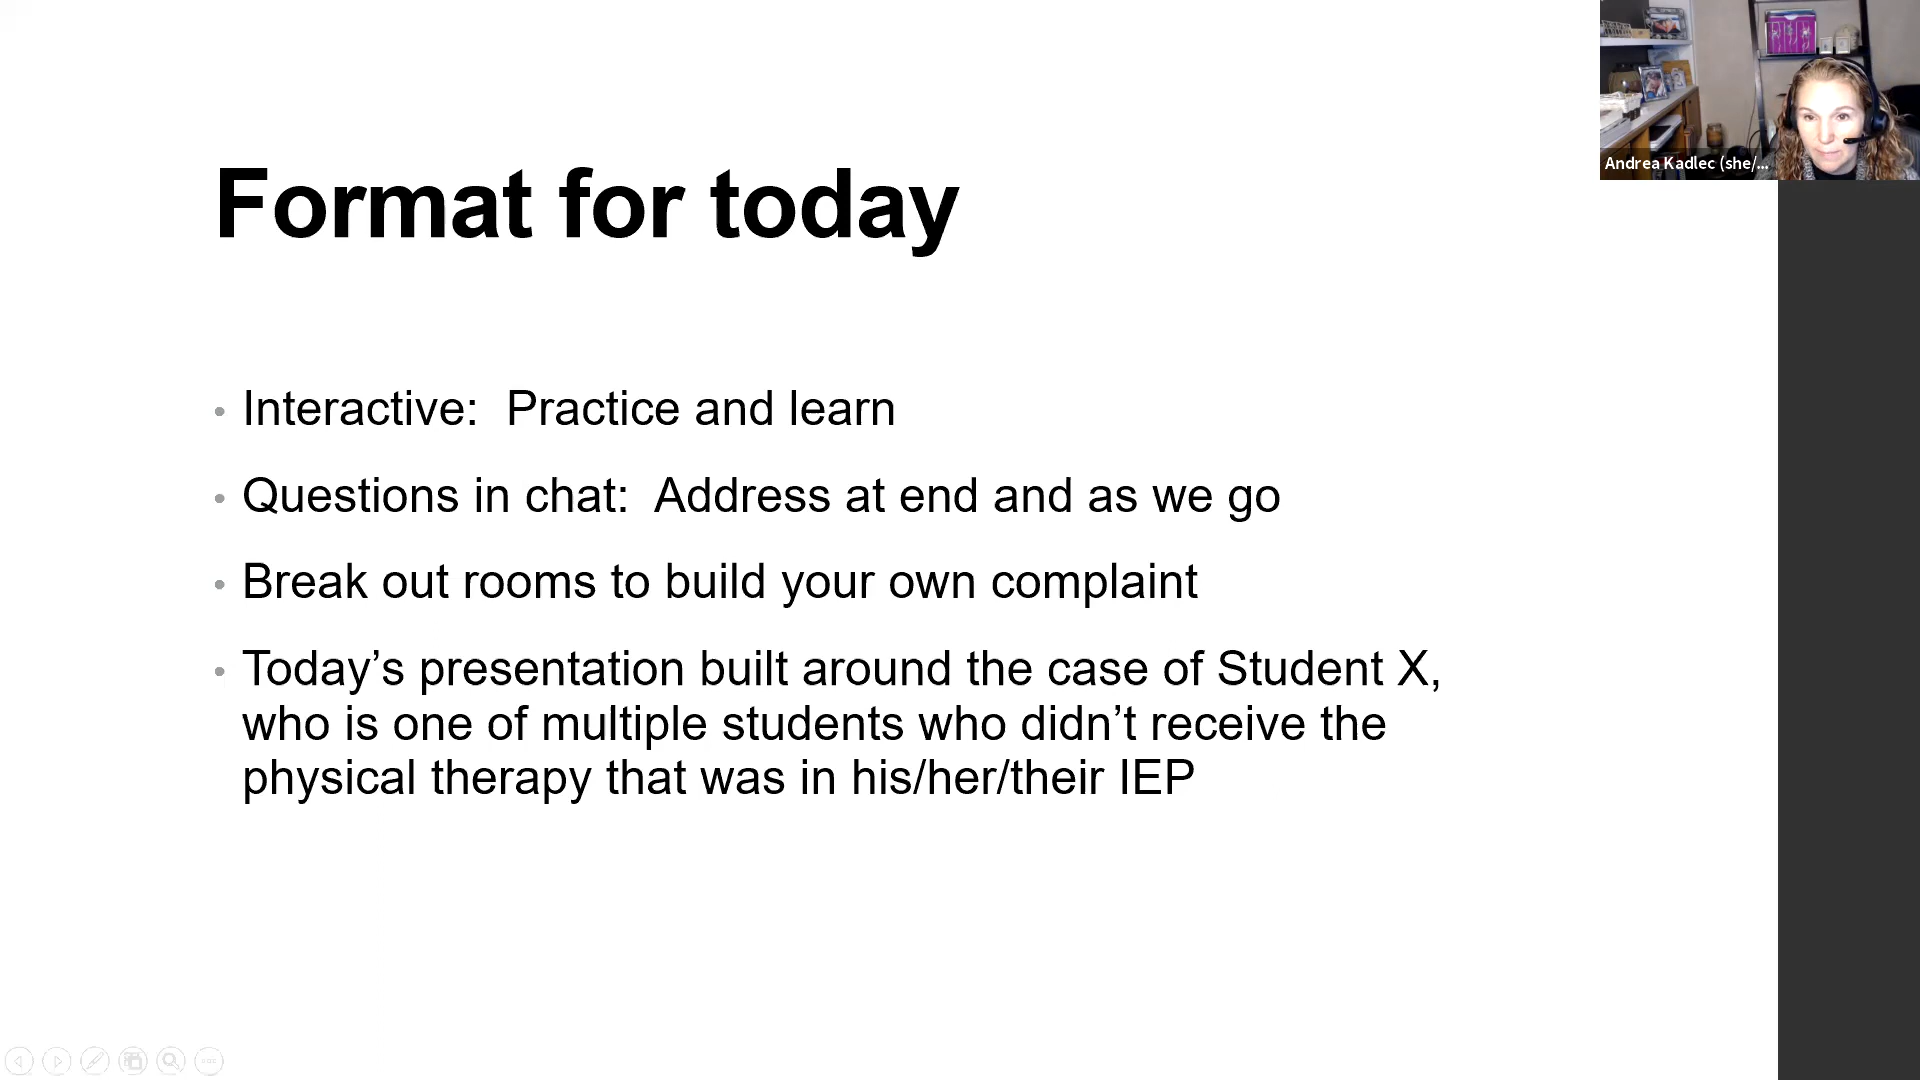 Format for today
• Interactive:  Practice and learn
• Questions in chat:  Address at end and as we go
• Break out rooms to build your own complaint
• Today’s presentation built around the case of Student X,
who is one of multiple students who didn’t receive the
physical therapy that was in his/her/their IEP
Andrea Kadlec (she/...